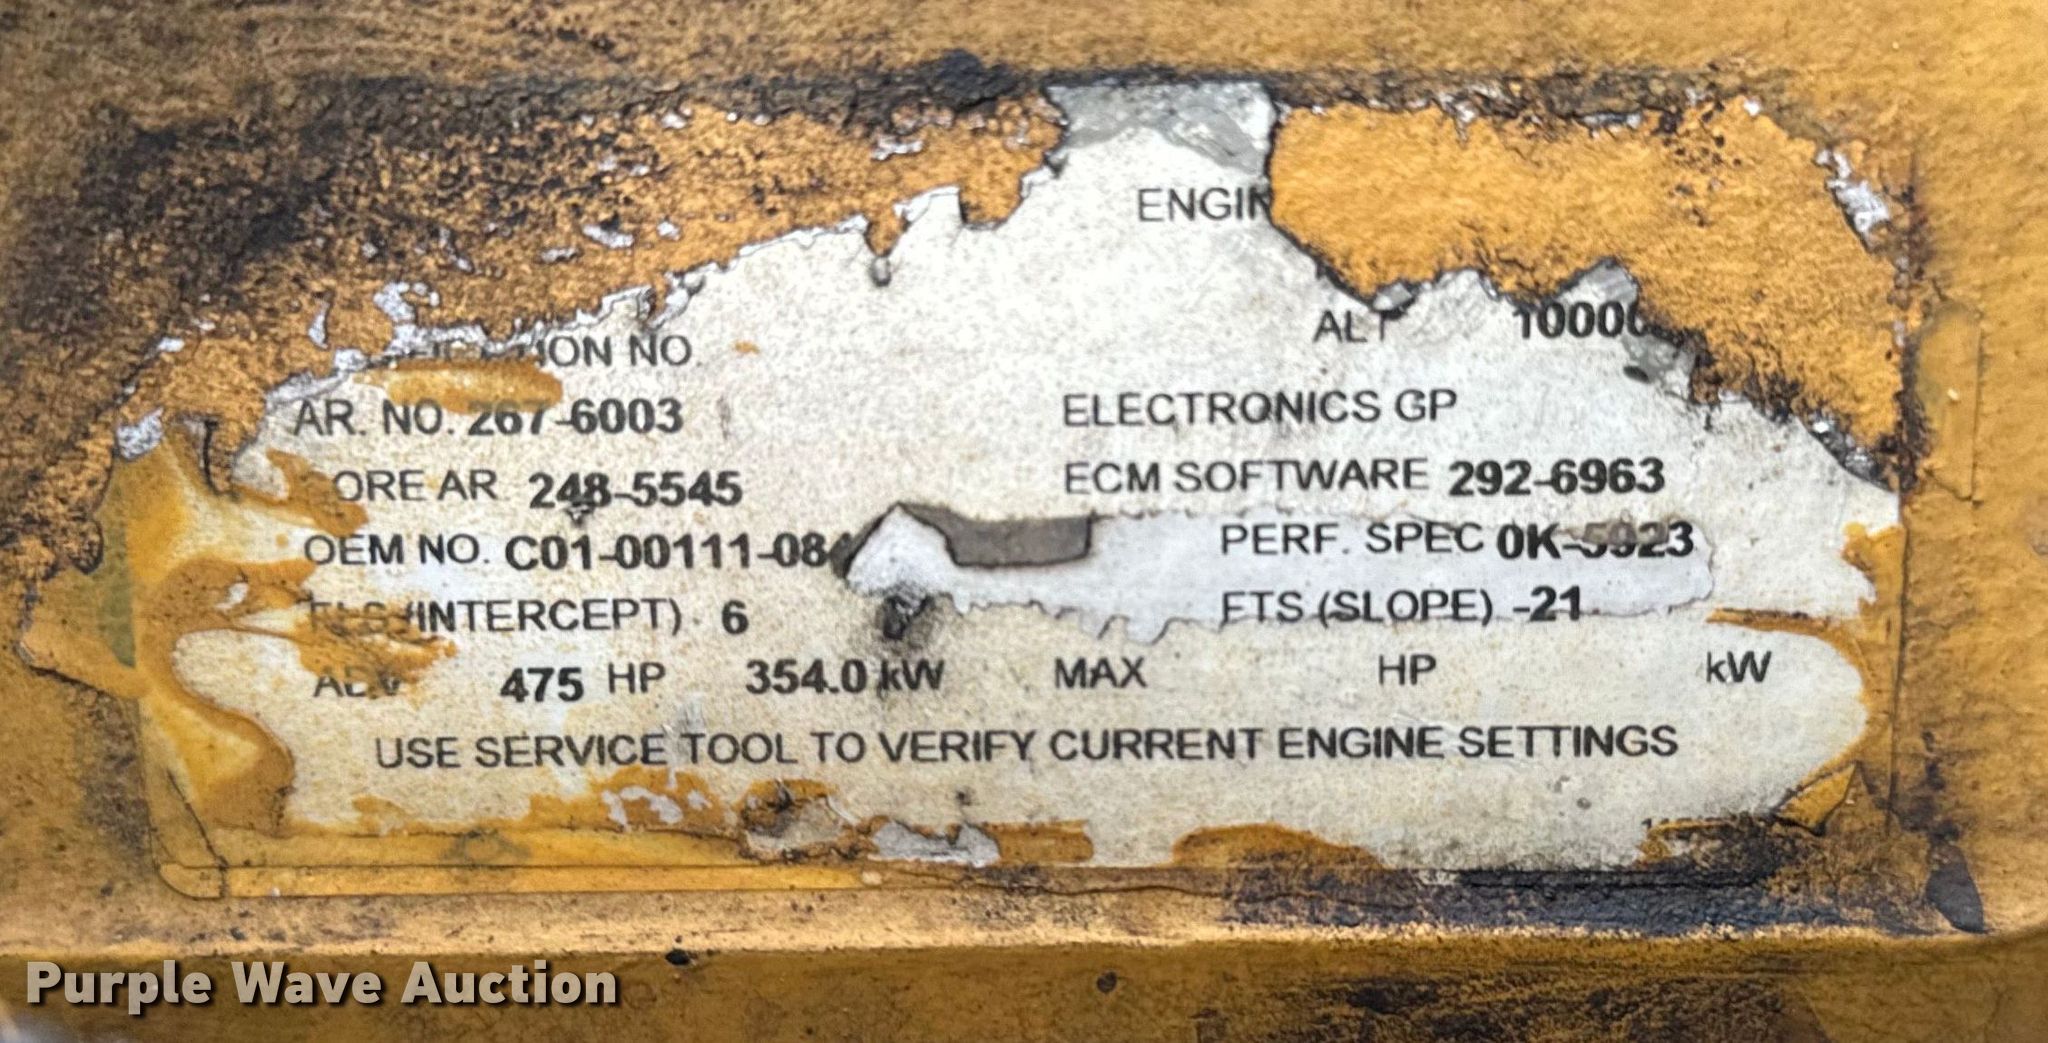 ENGIN
ALT 1000
ION NO.
AR. NO. 267-6003
ELECTRONICS GP
ORE AR. 248-5545
ECM SOFTWARE 292-6963
OEM NO. C01-00111-08
PERF. SPEC 0K-5923
(INTERCEPT) 6
FTS (SLOPE) -21
475 HP 354.0 kW MAX HP kW
USE SERVICE TOOL TO VERIFY CURRENT ENGINE SETTINGS
Purple Wave Auction